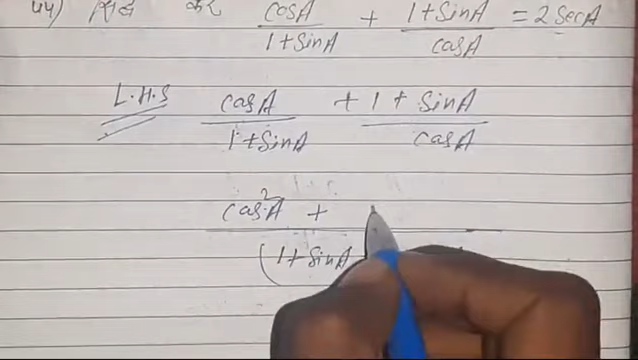 44) सिद्ध करें cosA / 1+SinA + 1+SinA / cosA = 2 SecA
L.H.S cosA / 1+SinA + 1 + SinA / cosA
cos²A +
(1+SinA